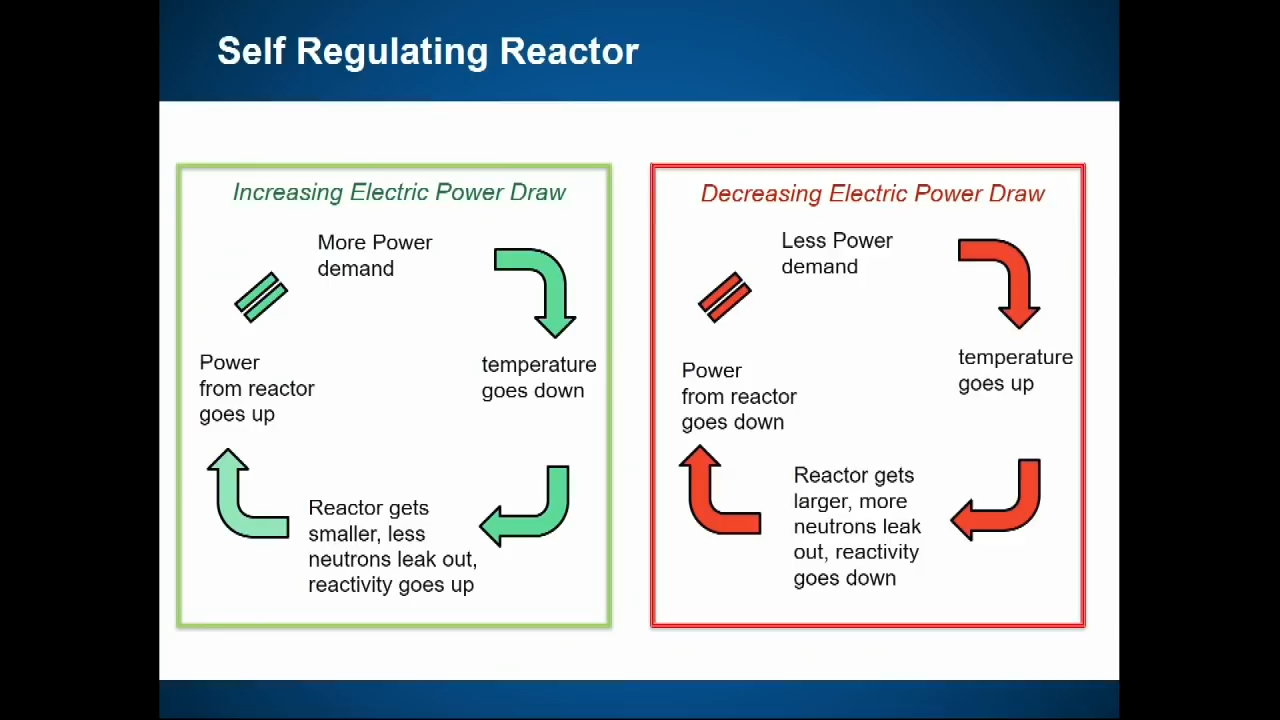 Self Regulating Reactor
Increasing Electric Power Draw
More Power
demand
temperature
goes down
Reactor gets
smaller, less
neutrons leak out,
reactivity goes up
Power
from reactor
goes up
Decreasing Electric Power Draw
Less Power
demand
temperature
goes up
Reactor gets
larger, more
neutrons leak
out, reactivity
goes down
Power
from reactor
goes down